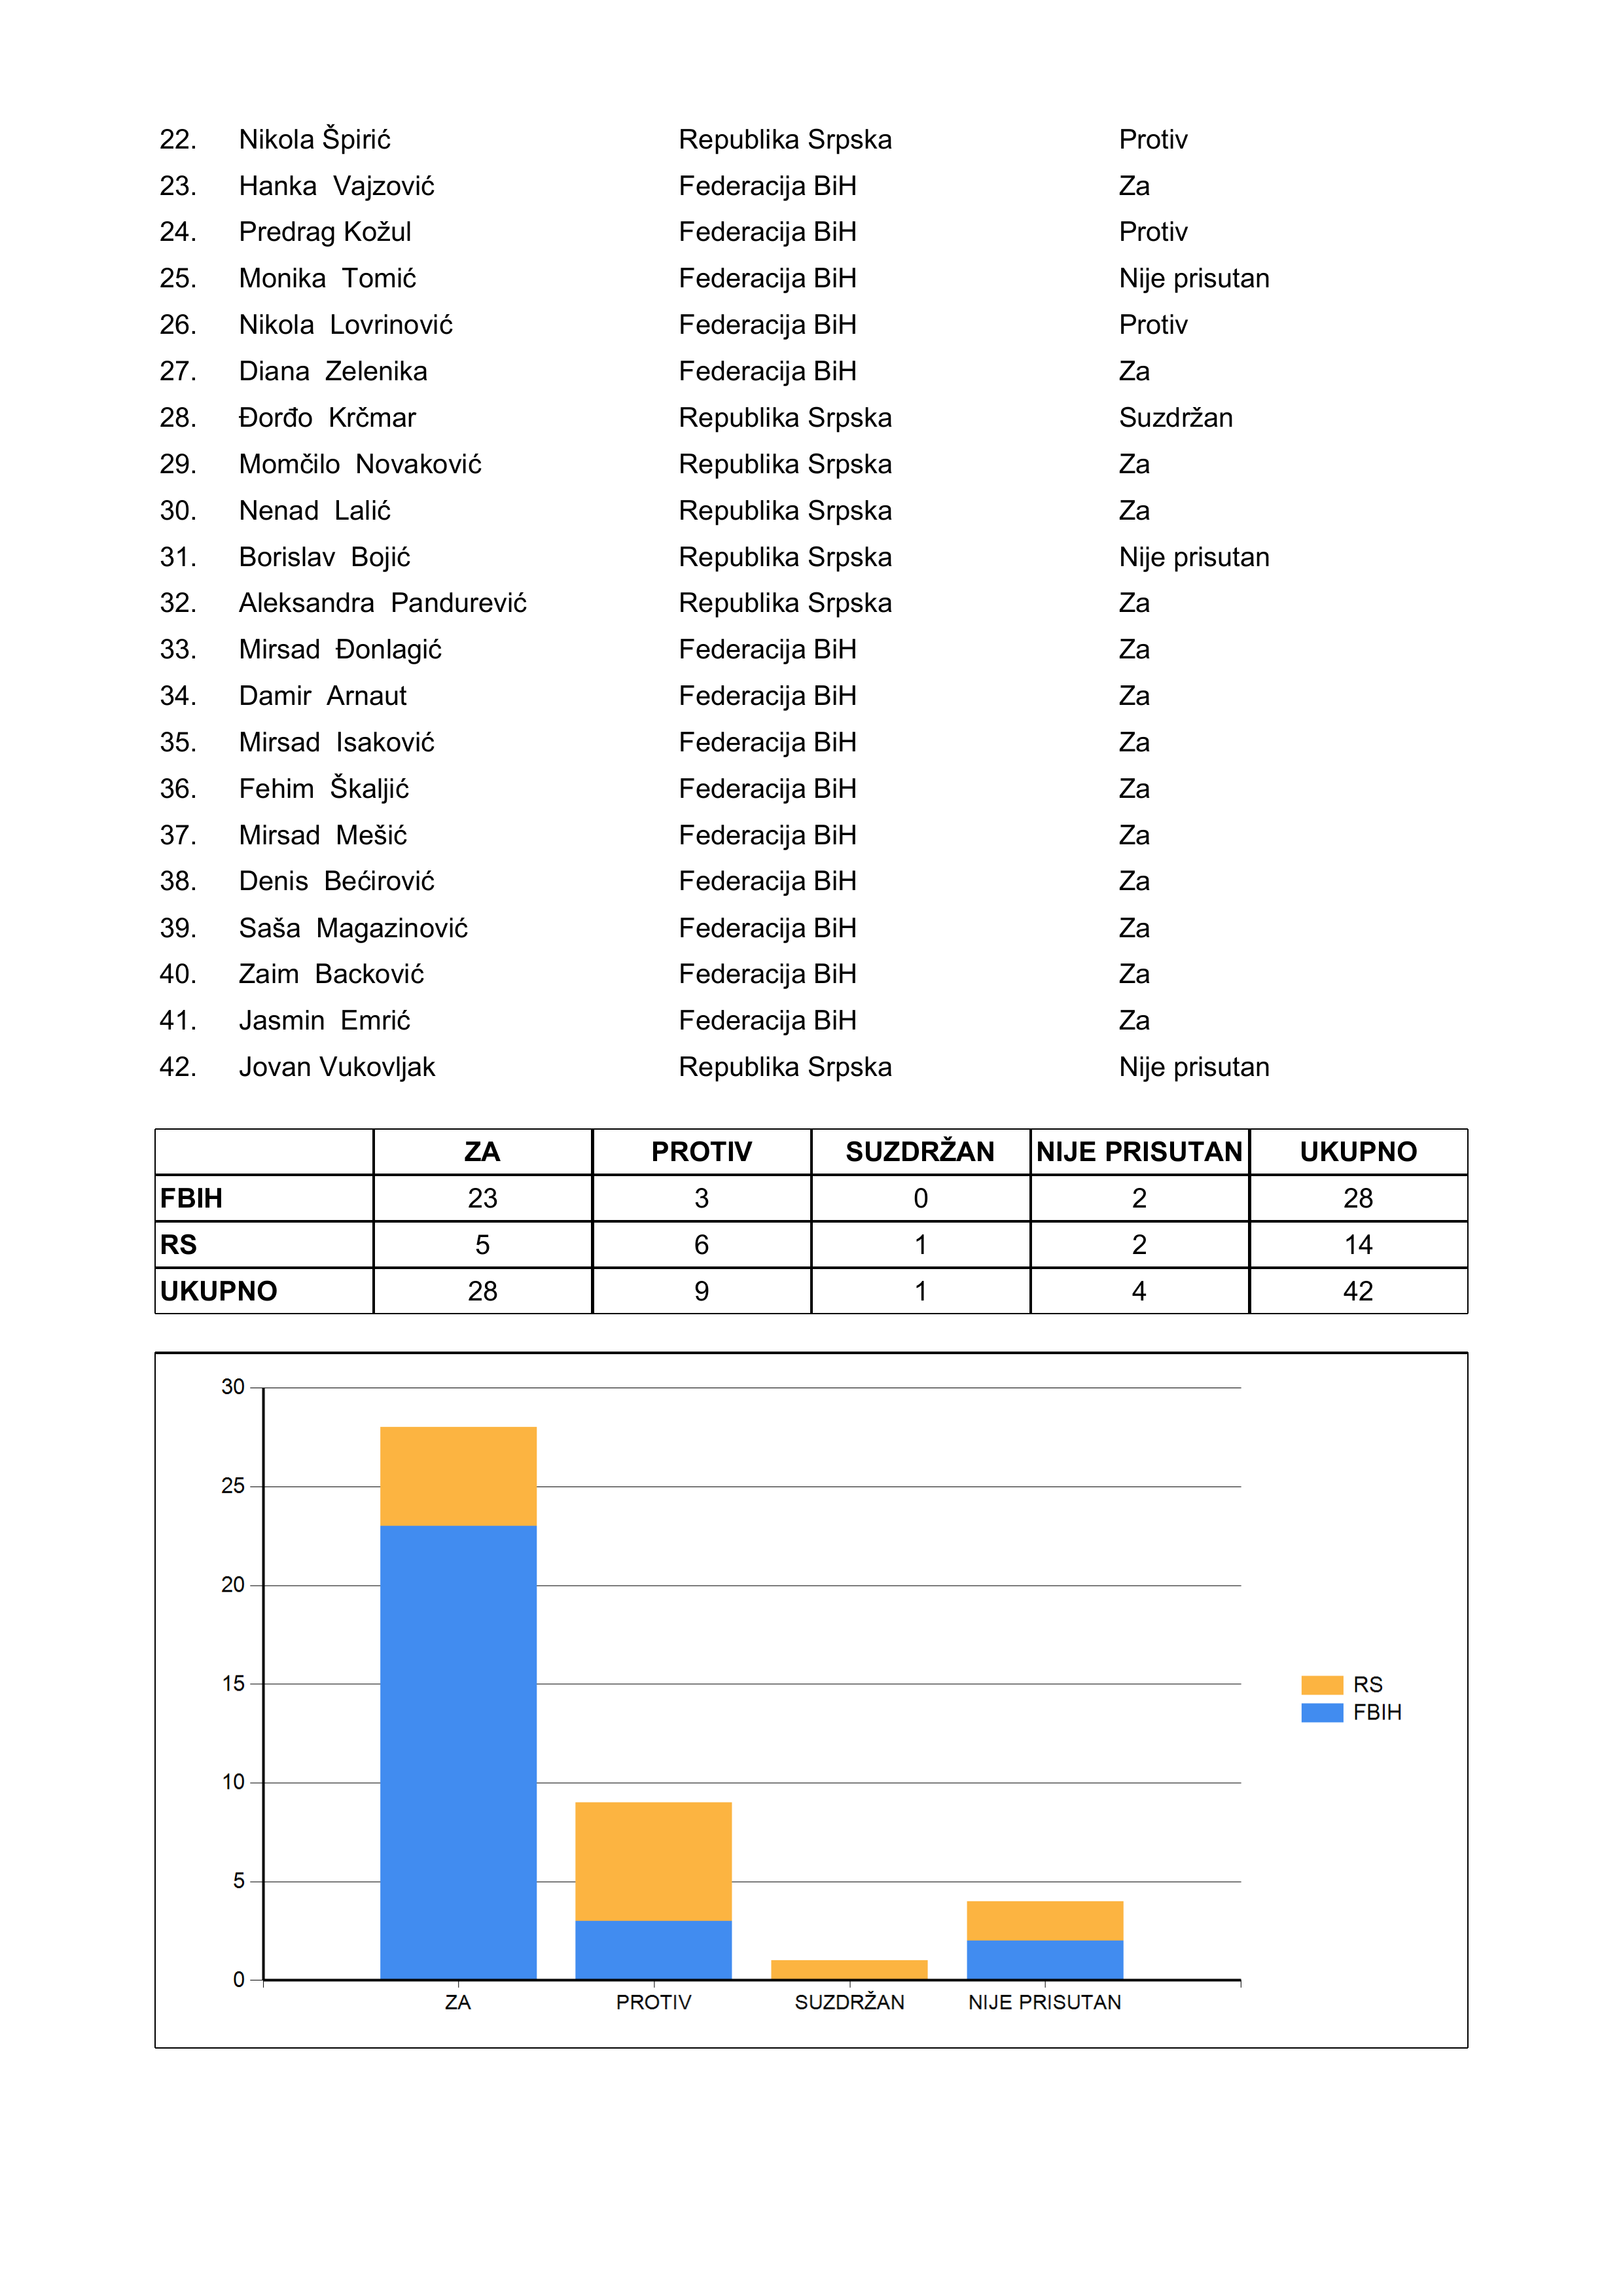 22. Nikola Špirić Republika Srpska Protiv
23. Hanka Vajzović Federacija BiH Za
24. Predrag Kožul Federacija BiH Protiv
25. Monika Tomić Federacija BiH Nije prisutan
26. Nikola Lovrinović Federacija BiH Protiv
27. Diana Zelenika Federacija BiH Za
28. Đorđo Krčmar Republika Srpska Suzdržan
29. Momčilo Novaković Republika Srpska Za
30. Nenad Lalić Republika Srpska Za
31. Borislav Bojić Republika Srpska Nije prisutan
32. Aleksandra Pandurević Republika Srpska Za
33. Mirsad Đonlagić Federacija BiH Za
34. Damir Arnaut Federacija BiH Za
35. Mirsad Isaković Federacija BiH Za
36. Fehim Škaljić Federacija BiH Za
37. Mirsad Mešić Federacija BiH Za
38. Denis Bećirović Federacija BiH Za
39. Saša Magazinović Federacija BiH Za
40. Zaim Backović Federacija BiH Za
41. Jasmin Emrić Federacija BiH Za
42. Jovan Vukovljak Republika Srpska Nije prisutan
ZA PROTIV SUZDRŽAN NIJE PRISUTAN UKUPNO
FBIH 23 3 0 2 28
RS 5 6 1 2 14
UKUPNO 28 9 1 4 42
30
25
20
15
10
5
0
ZA PROTIV SUZDRŽAN NIJE PRISUTAN
RS
FBIH